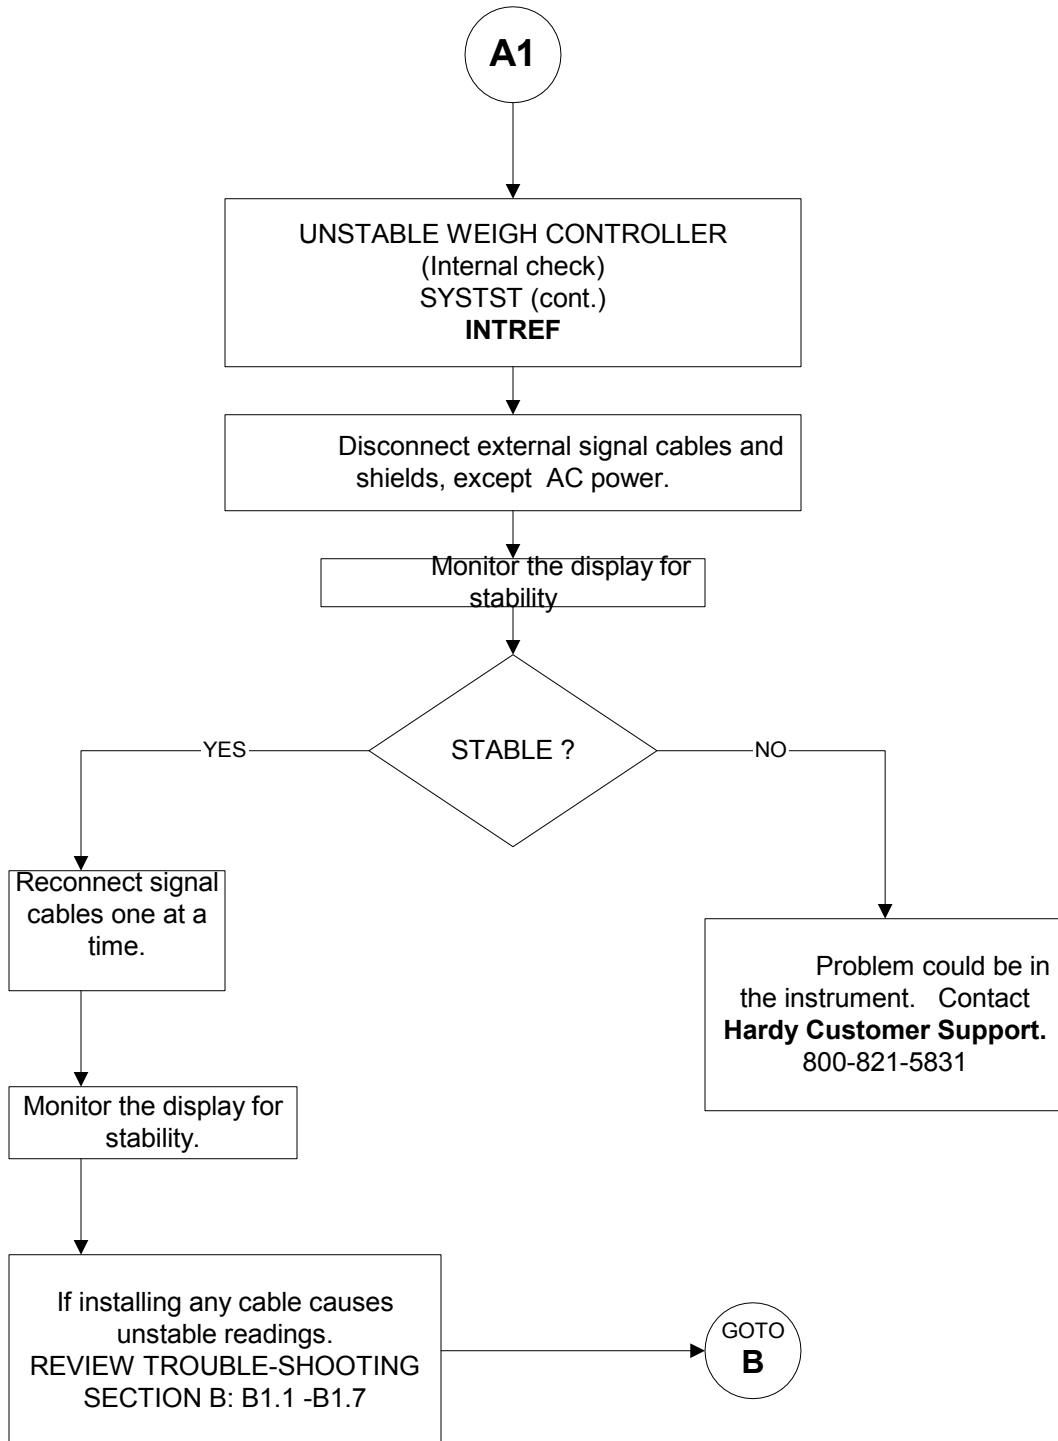 A1
UNSTABLE WEIGH CONTROLLER
(Internal check)
SYSTST (cont.)
INTREF
Disconnect external signal cables and
shields, except AC power.
Monitor the display for
stability
STABLE ?
YES
NO
Reconnect signal
cables one at a
time.
Problem could be in
the instrument. Contact
Hardy Customer Support.
800-821-5831
Monitor the display for
stability.
If installing any cable causes
unstable readings.
REVIEW TROUBLE-SHOOTING
SECTION B: B1.1 -B1.7
GOTO
B